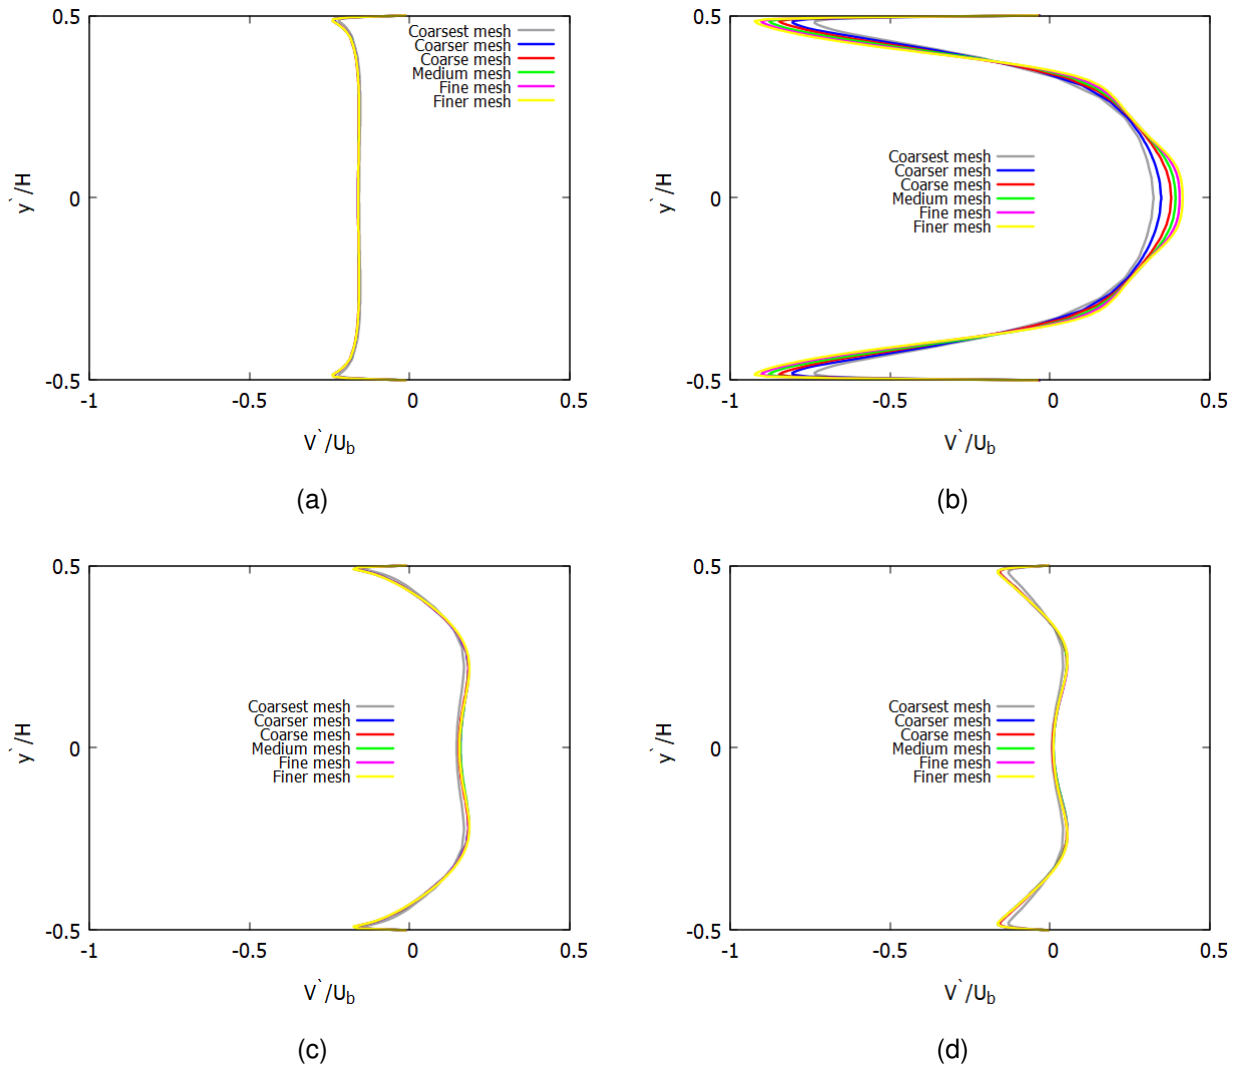 0.5
Coarsest mesh
Coarser mesh
Coarse mesh
Medium mesh
Fine mesh
Finer mesh
y`/H
0
-0.5
-1 -0.5 0 0.5
V`/U_b
(a)
0.5
Coarsest mesh
Coarser mesh
Coarse mesh
Medium mesh
Fine mesh
Finer mesh
y`/H
0
-0.5
-1 -0.5 0 0.5
V`/U_b
(b)
0.5
Coarsest mesh
Coarser mesh
Coarse mesh
Medium mesh
Fine mesh
Finer mesh
y`/H
0
-0.5
-1 -0.5 0 0.5
V`/U_b
(c)
0.5
Coarsest mesh
Coarser mesh
Coarse mesh
Medium mesh
Fine mesh
Finer mesh
y`/H
0
-0.5
-1 -0.5 0 0.5
V`/U_b
(d)